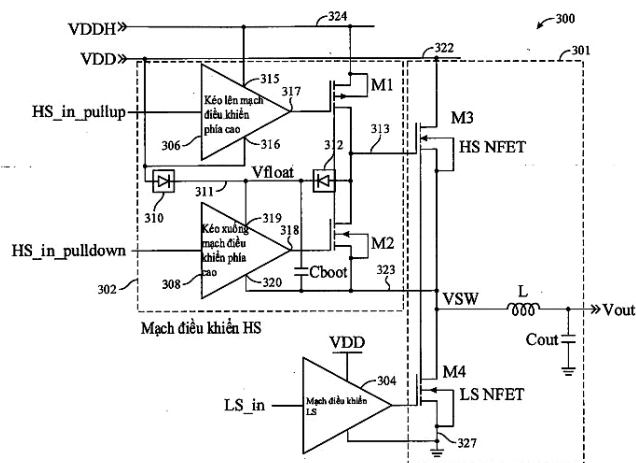 300
VDDH
324
VDD
322
301
315
317
M1
HS_in_pullup
Kéo lên mạch
điều khiển
phía cao
306
316
312
313
M3
HS NFET
Vfloat
310
311
319
318
HS_in_pulldown
Kéo xuống
mạch điều
khiển phía
cao
M2
302
308
320
Cboot
323
VSW
L
Vout
Mạch điều khiển HS
Cout
VDD
304
M4
LS_in
Mạch điều khiển
LS
LS NFET
327